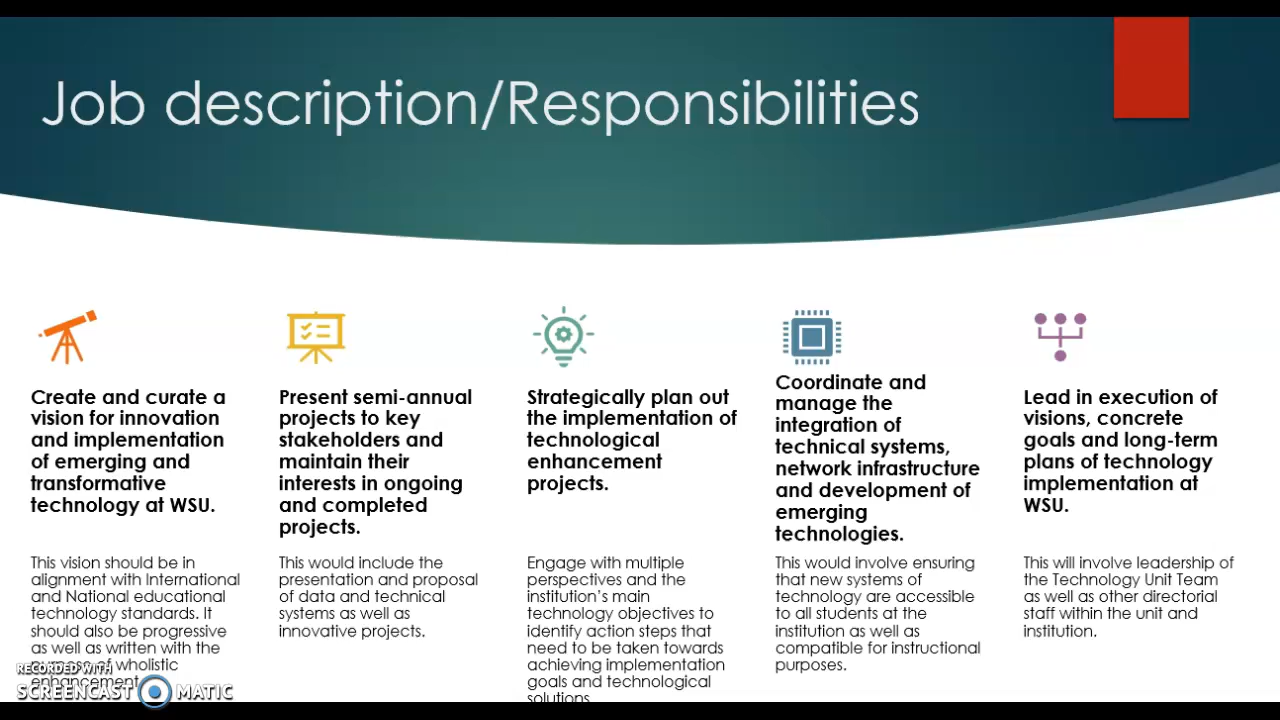 Job description/Responsibilities
Create and curate a
vision for innovation
and implementation
of emerging and
transformative
technology at WSU.
This vision should be in
alignment with International
and National educational
technology standards. It
should also be progressive
as well as written with the
of wholistic
enhancement
Present semi-annual
projects to key
stakeholders and
maintain their
interests in ongoing
and completed
projects.
This would include the
presentation and proposal
of data and technical
systems as well as
innovative projects.
Strategically plan out
the implementation of
technological
enhancement
projects.
Engage with multiple
perspectives and the
institution's main
technology objectives to
identify action steps that
need to be taken towards
achieving implementation
goals and technological
solutions
Coordinate and
manage the
integration of
technical systems,
network infrastructure
and development of
emerging
technologies.
This would involve ensuring
that new systems of
technology are accessible
to all students at the
institution as well as
compatible for instructional
purposes.
Lead in execution of
visions, concrete
goals and long-term
plans of technology
implementation at
WSU.
This will involve leadership of
the Technology Unit Team
as well as other directorial
staff within the unit and
institution.
RECORDED WITH
SCREENCAST MATIC